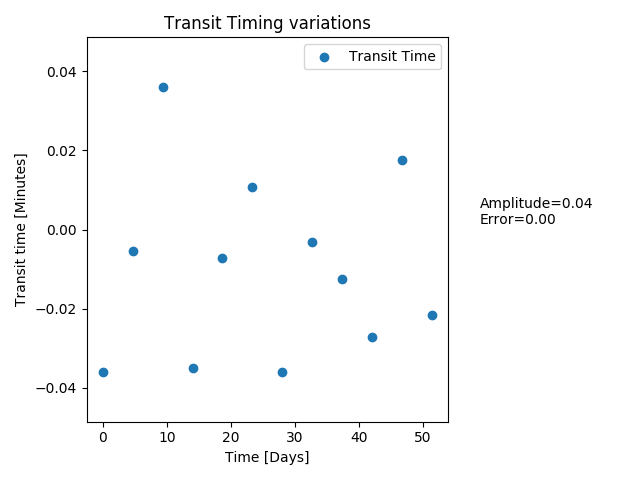 Transit Timing variations
Transit Time
0.04
0.02
0.00
−0.02
−0.04
Transit time [Minutes]
0 10 20 30 40 50
Time [Days]
Amplitude=0.04
Error=0.00